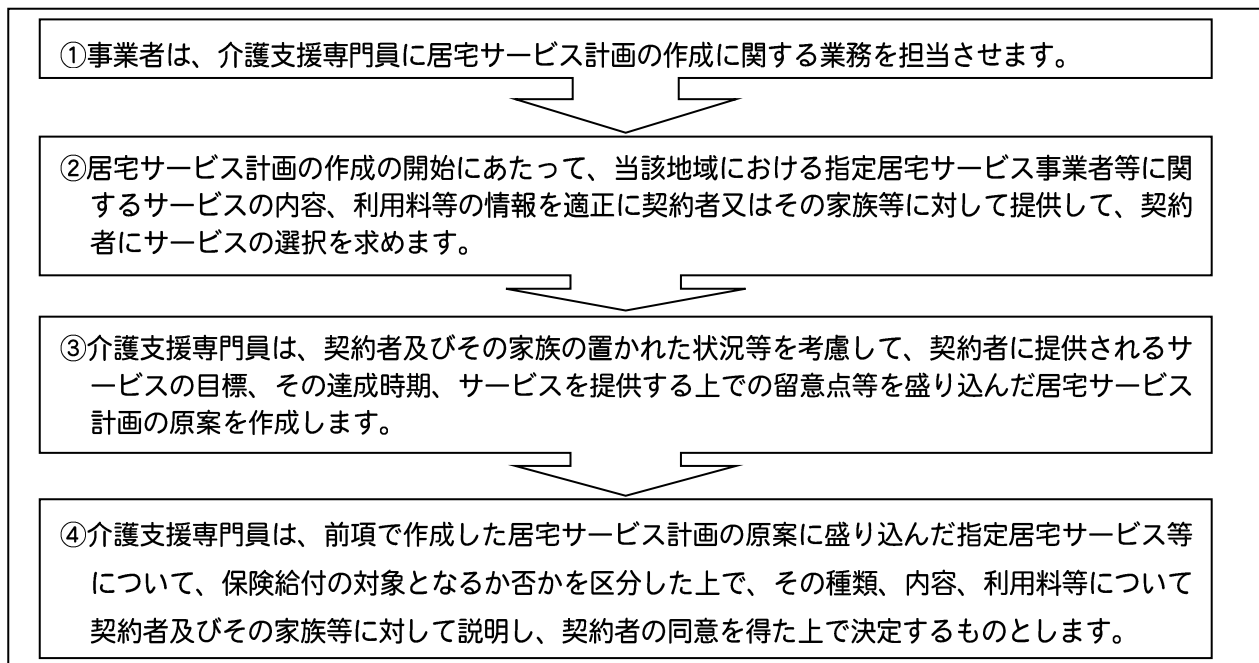 ①事業者は、介護支援専門員に居宅サービス計画の作成に関する業務を担当させます。
②居宅サービス計画の作成の開始にあたって、当該地域における指定居宅サービス事業者等に関
するサービスの内容、利用料等の情報を適正に契約者又はその家族等に対して提供して、契約
者にサービスの選択を求めます。
③介護支援専門員は、契約者及びその家族の置かれた状況等を考慮して、契約者に提供されるサ
ービスの目標、その達成時期、サービスを提供する上での留意点等を盛り込んだ居宅サービス
計画の原案を作成します。
④介護支援専門員は、前項で作成した居宅サービス計画の原案に盛り込んだ指定居宅サービス等
について、保険給付の対象となるか否かを区分した上で、その種類、内容、利用料等について
契約者及びその家族等に対して説明し、契約者の同意を得た上で決定するものとします。